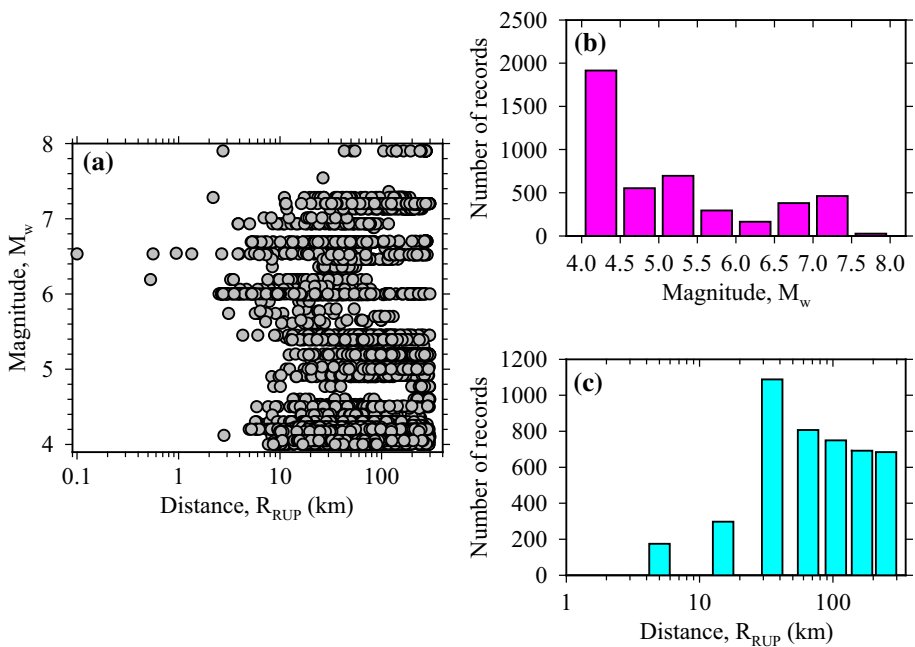 (a)
Magnitude, Mw
8
7
6
5
4
0.1 1 10 100
Distance, RRUP (km)
(b)
Number of records
2500
2000
1500
1000
500
0
4.0 4.5 5.0 5.5 6.0 6.5 7.0 7.5 8.0
Magnitude, Mw
(c)
Number of records
1200
1000
800
600
400
200
0
1 10 100
Distance, RRUP (km)